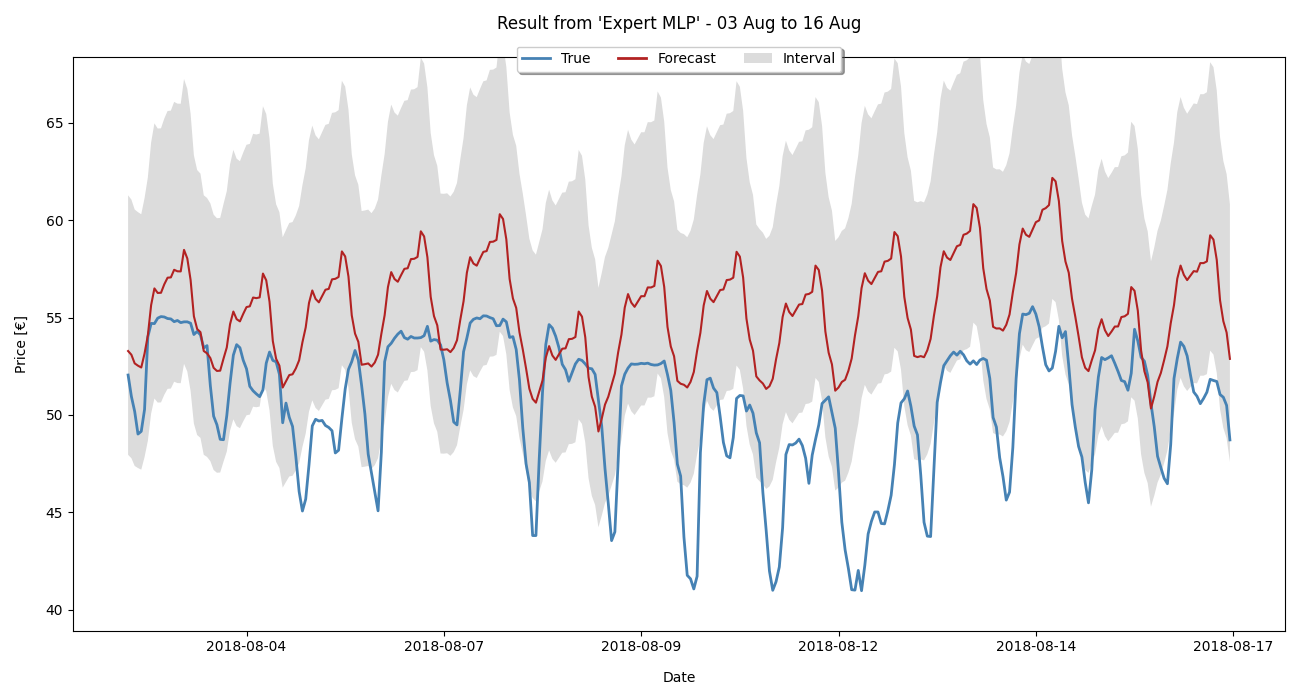 Result from 'Expert MLP' - 03 Aug to 16 Aug
True Forecast Interval
Price [€]
65
60
55
50
45
40
2018-08-04 2018-08-07 2018-08-09 2018-08-12 2018-08-14 2018-08-17
Date